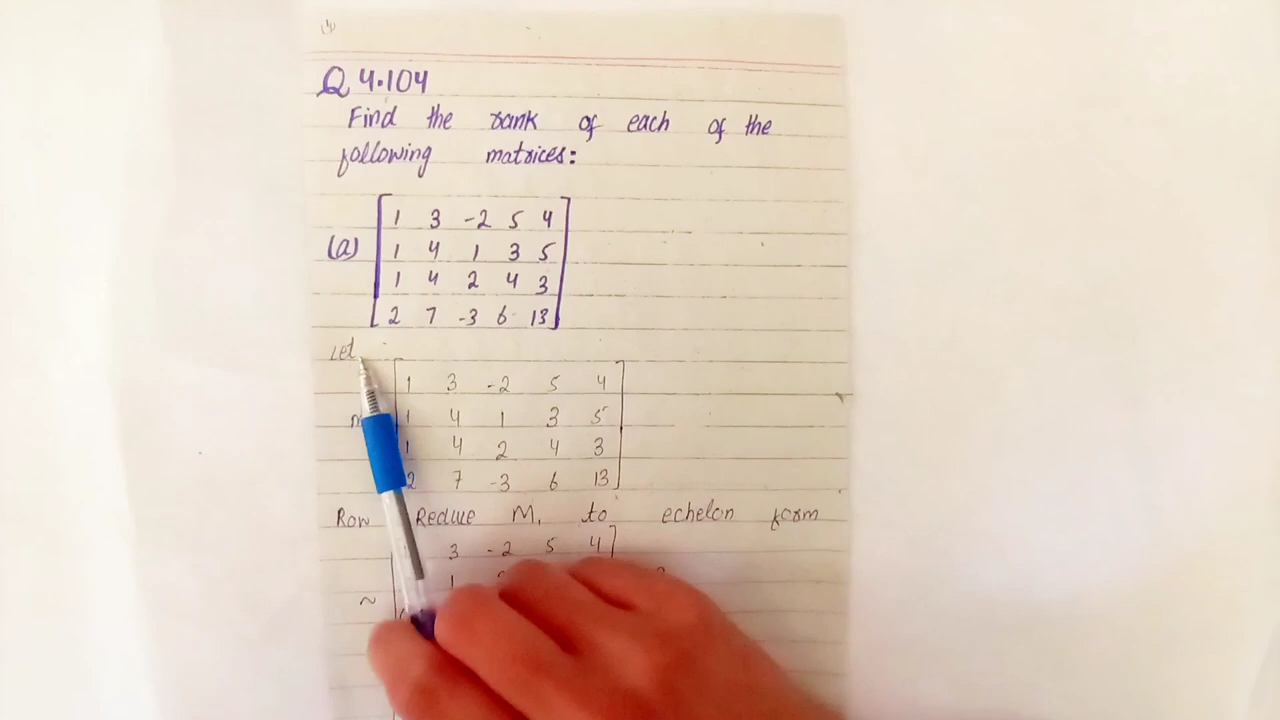 Q 4.104
Find the rank of each of the
following matrices:
1 3 -2 5 4
(a) 1 4 1 3 5
1 4 2 4 3
2 7 -3 6 13
Let
1 3 -2 5 4
1 4 1 3 5
1 4 2 4 3
2 7 -3 6 13
Row Reduce M, to echelon form
3 -2 5 4
1
~